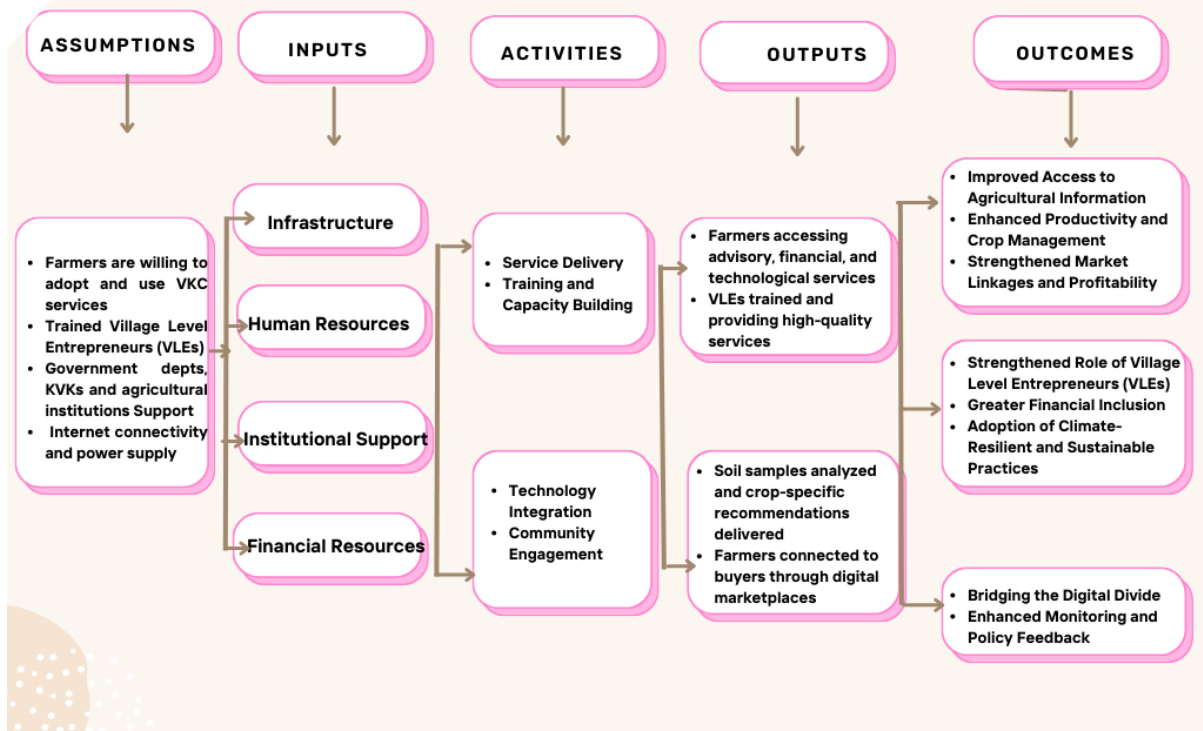 ASSUMPTIONS
INPUTS
ACTIVITIES
OUTPUTS
OUTCOMES
• Farmers are willing to
adopt and use VKC
services
• Trained Village Level
Entrepreneurs (VLEs)
• Government depts,
KVKs and agricultural
institutions Support
• Internet connectivity
and power supply
Infrastructure
Human Resources
Institutional Support
Financial Resources
• Service Delivery
• Training and
Capacity Building
• Technology
Integration
• Community
Engagement
• Farmers accessing
advisory, financial, and
technological services
• VLEs trained and
providing high-quality
services
• Soil samples analyzed
and crop-specific
recommendations
delivered
• Farmers connected to
buyers through digital
marketplaces
• Improved Access to
Agricultural Information
• Enhanced Productivity and
Crop Management
• Strengthened Market
Linkages and Profitability
• Strengthened Role of Village
Level Entrepreneurs (VLEs)
• Greater Financial Inclusion
• Adoption of Climate-
Resilient and Sustainable
Practices
• Bridging the Digital Divide
• Enhanced Monitoring and
Policy Feedback